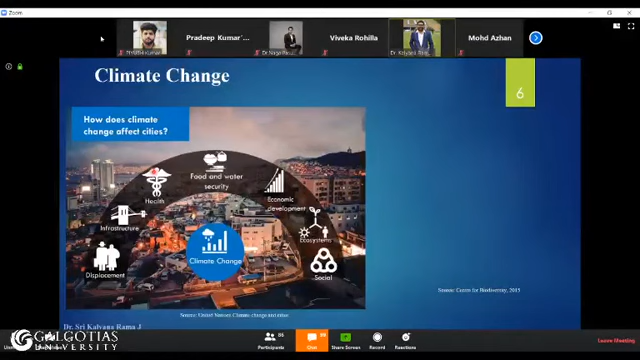 Zoom
Pradeep Kumar'...
Viveka Rohilla
Mohd Azhan
Climate Change
6
How does climate
change affect cities?
Food and water
security
Health
Economic
development
Infrastructure
Ecosystems
Climate Change
Displacement
Social
Source: Centre for Biodiversity, 2013
Source: United Nations Climate change and cities
Dr. Sri Kalyana Rama J
GALGOTIAS
UNIVERSITY
Participants
Chat
Share Screen
Record
Reactions
Leave Meeting